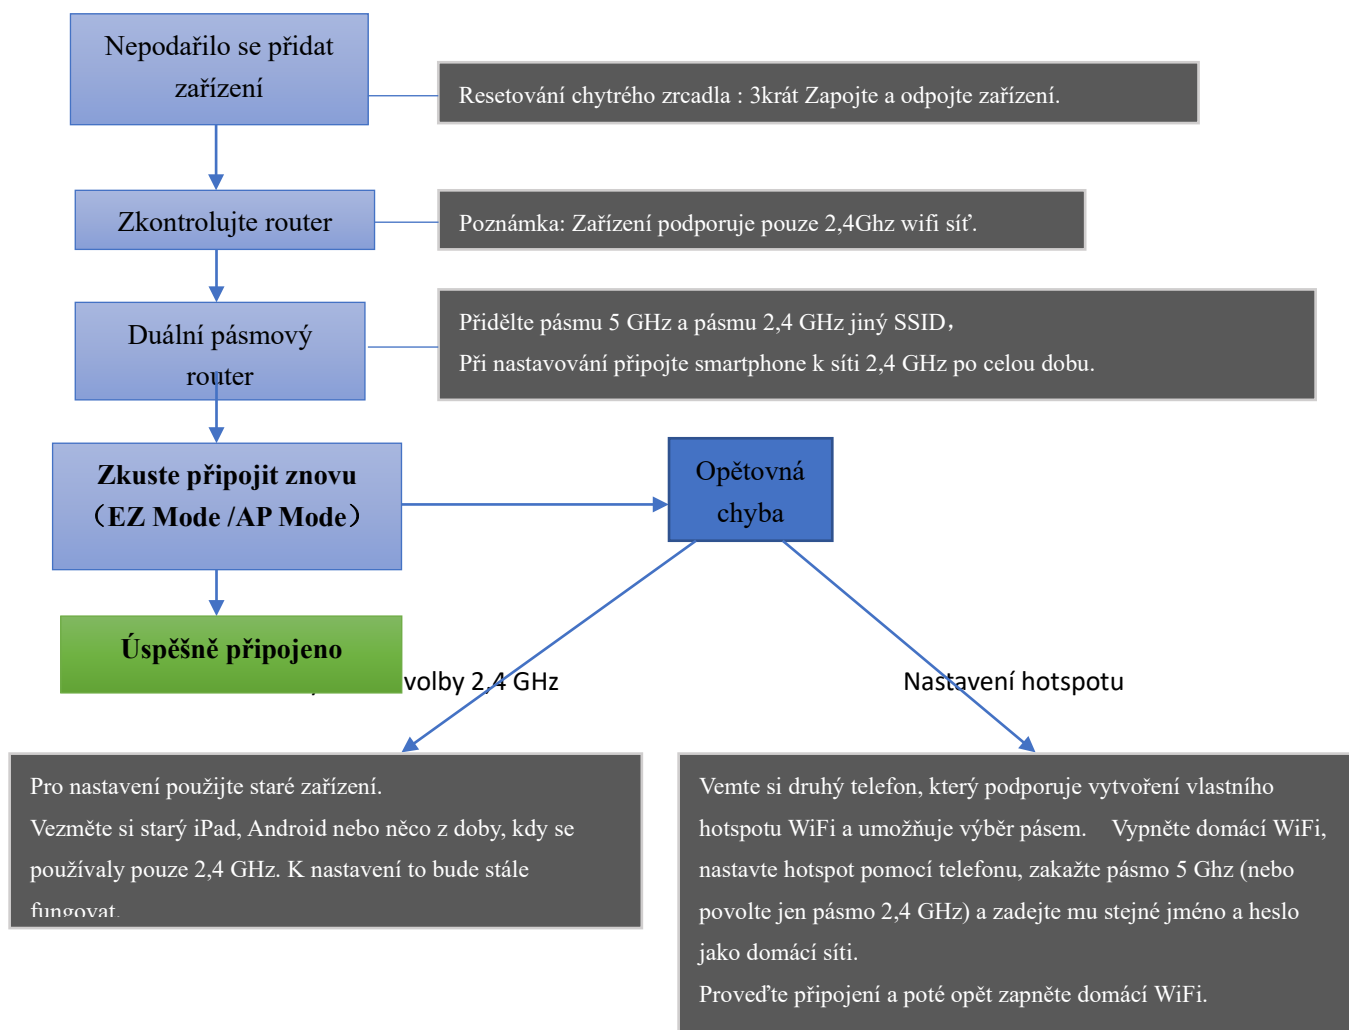 Nepodařilo se přidat
zařízení
Resetování chytrého zrcadla : 3krát Zapojte a odpojte zařízení.
Zkontrolujte router
Poznámka: Zařízení podporuje pouze 2,4Ghz wifi síť.
Duální pásmový
router
Přidělte pásmu 5 GHz a pásmu 2,4 GHz jiný SSID，
Při nastavování připojte smartphone k síti 2,4 GHz po celou dobu.
Zkuste připojit znovu
（EZ Mode /AP Mode）
Opětovná
chyba
Úspěšně připojeno
volby 2,4 GHz
Nastavení hotspotu
Pro nastavení použijte staré zařízení.
Vezměte si starý iPad, Android nebo něco z doby, kdy se
používaly pouze 2,4 GHz. K nastavení to bude stále
fungovat.
Vemte si druhý telefon, který podporuje vytvoření vlastního
hotspotu WiFi a umožňuje výběr pásem. Vypněte domácí WiFi,
nastavte hotspot pomocí telefonu, zakažte pásmo 5 Ghz (nebo
povolte jen pásmo 2,4 GHz) a zadejte mu stejné jméno a heslo
jako domácí síti.
Proveďte připojení a poté opět zapněte domácí WiFi.